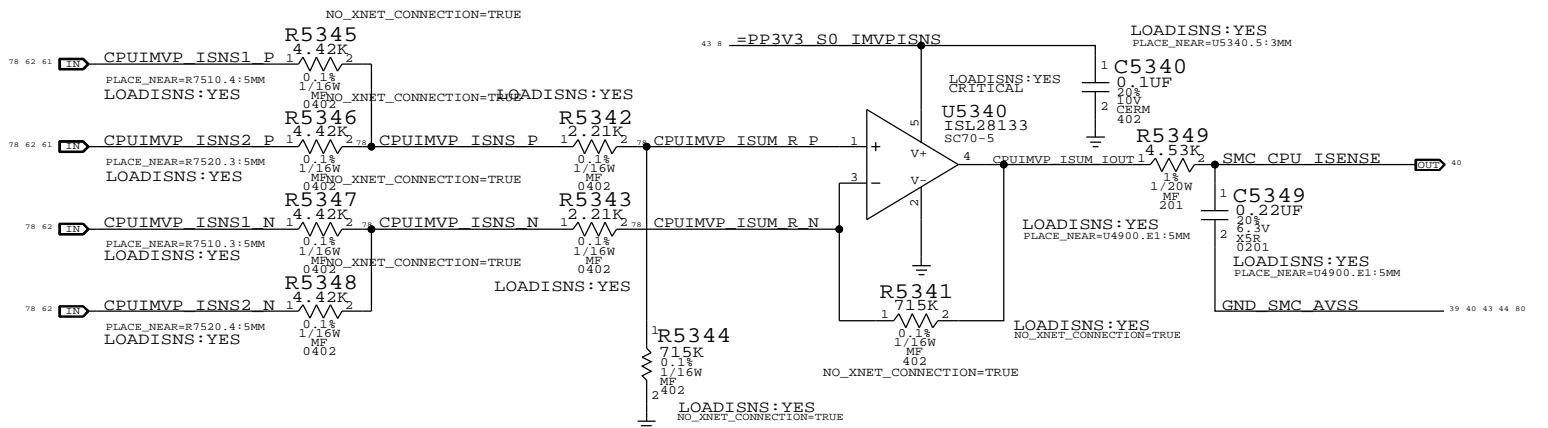 NO_XNET_CONNECTION=TRUE
R5345
4.42K
78 62 61 IN CPUIMVP_ISNS1_P 1 2
PLACE_NEAR=R7510.4:5MM
LOADISNS:YES
0.1%
1/16W
MF
0402
NO_XNET_CONNECTION=TRUE
R5346
4.42K
78 62 61 IN CPUIMVP_ISNS2_P 1 2
PLACE_NEAR=R7520.3:5MM
LOADISNS:YES
0.1%
1/16W
MF
0402
NO_XNET_CONNECTION=TRUE
R5347
4.42K
78 62 IN CPUIMVP_ISNS1_N 1 2
PLACE_NEAR=R7510.3:5MM
LOADISNS:YES
0.1%
1/16W
MF
0402
NO_XNET_CONNECTION=TRUE
R5348
4.42K
78 62 IN CPUIMVP_ISNS2_N 1 2
PLACE_NEAR=R7520.4:5MM
LOADISNS:YES
0.1%
1/16W
MF
0402
LOADISNS:YES
R5342
2.21K
78 CPUIMVP_ISNS_P 1 2
0.1%
1/16W
MF
0402
R5343
2.21K
78 CPUIMVP_ISNS_N 1 2
0.1%
1/16W
MF
0402
LOADISNS:YES
78 CPUIMVP_ISUM_R_P 1
78 CPUIMVP_ISUM_R_N 3
1
R5344
715K
0.1%
1/16W
MF
402
2
LOADISNS:YES
NO_XNET_CONNECTION=TRUE
43 8 =PP3V3_S0_IMVPISNS
LOADISNS:YES
CRITICAL
U5340
ISL28133
SC70-5
5
V+
+
−
V-
2
4
CPUIMVP_ISUM_IOUT
R5341
715K
1 2
0.1%
1/16W
MF
402
NO_XNET_CONNECTION=TRUE
LOADISNS:YES
NO_XNET_CONNECTION=TRUE
LOADISNS:YES
PLACE_NEAR=U5340.5:3MM
1
C5340
0.1UF
20%
10V
CERM
402
2
R5349
4.53K
1 2
1%
1/20W
MF
201
LOADISNS:YES
PLACE_NEAR=U4900.E1:5MM
SMC_CPU_ISENSE OUT 40
1
C5349
0.22UF
20%
6.3V
X5R
0201
2
LOADISNS:YES
PLACE_NEAR=U4900.E1:5MM
GND_SMC_AVSS 39 40 43 44 80